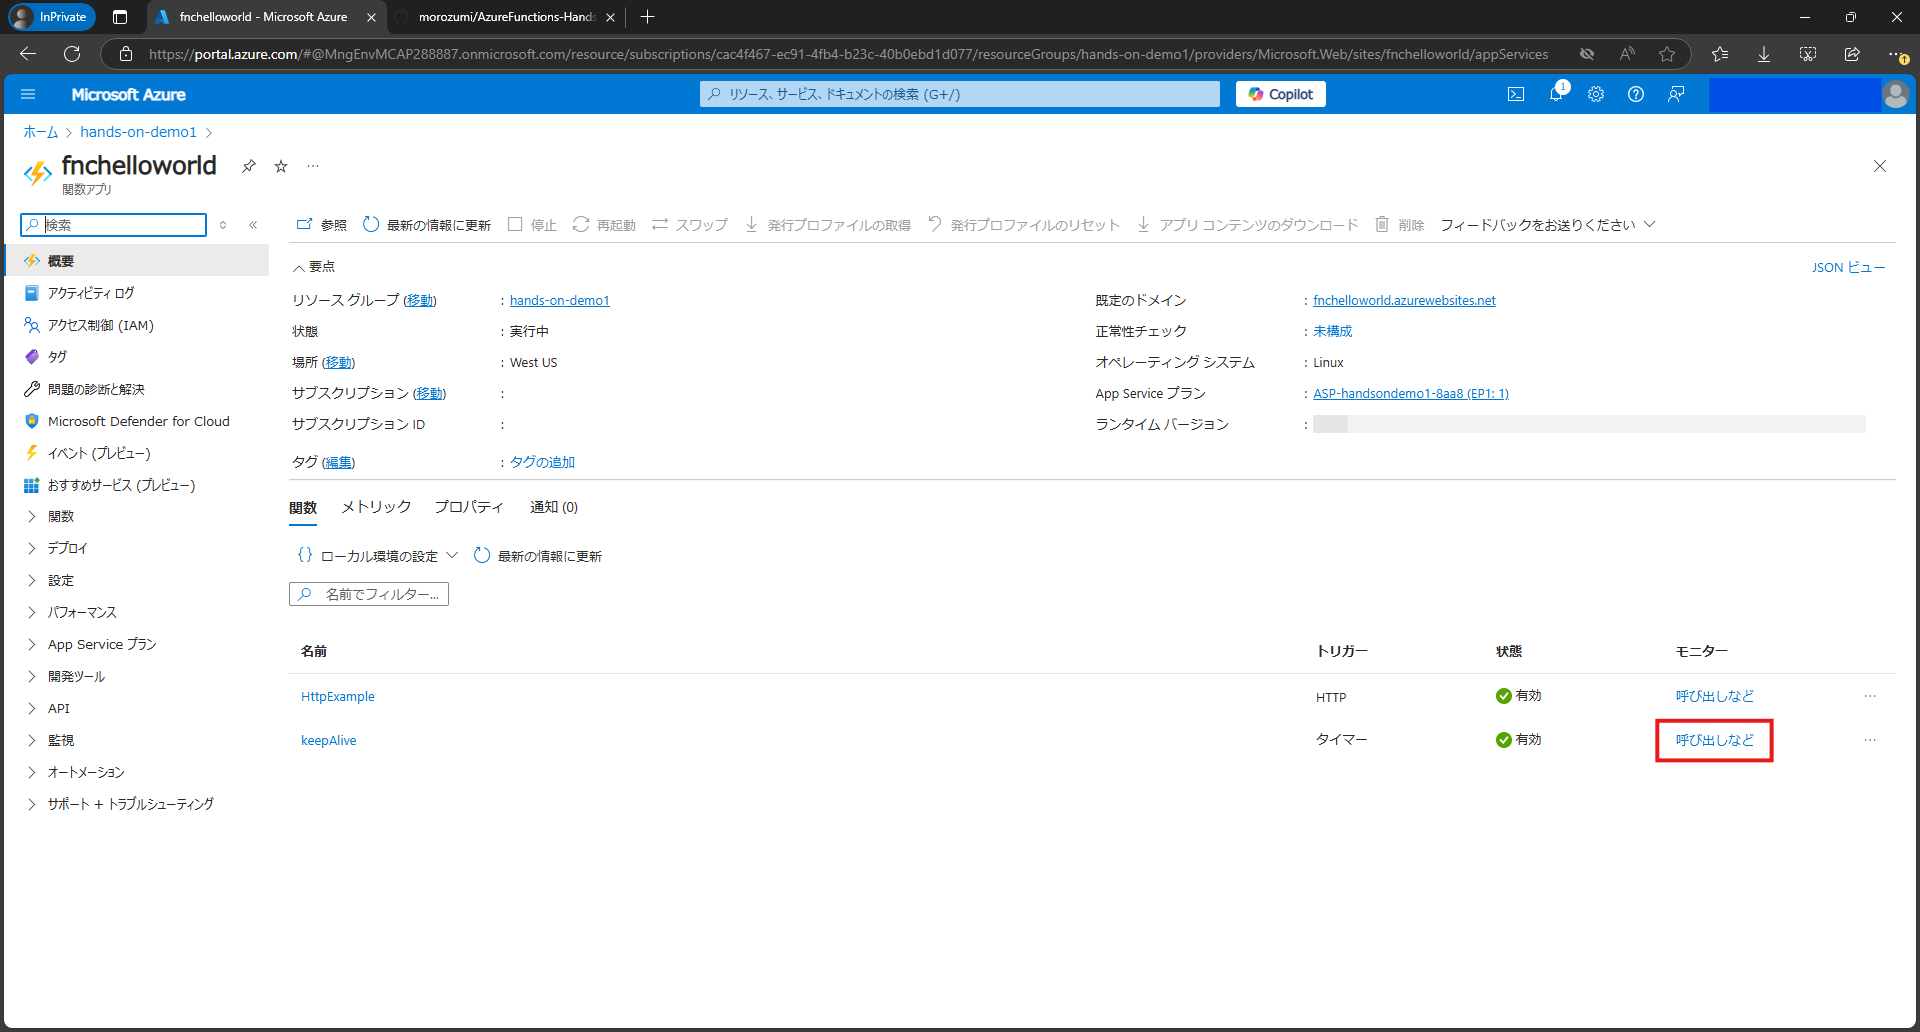 InPrivate
fnchelloworld - Microsoft Azure
morozumi/AzureFunctions-Hands
https://portal.azure.com/#@MngEnvMCAP288887.onmicrosoft.com/resource/subscriptions/cac4f467-ec91-4fb4-b23c-40b0ebd1d077/resourceGroups/hands-on-demo1/providers/Microsoft.Web/sites/fnchelloworld/appServices
Microsoft Azure
リソース、サービス、ドキュメントの検索 (G+/)
Copilot
1
ホーム > hands-on-demo1 >
fnchelloworld
関数アプリ
検索
参照
最新の情報に更新
停止
再起動
スワップ
発行プロファイルの取得
発行プロファイルのリセット
アプリ コンテンツのダウンロード
削除
フィードバックをお送りください
概要
アクティビティ ログ
アクセス制御 (IAM)
タグ
問題の診断と解決
Microsoft Defender for Cloud
イベント (プレビュー)
おすすめサービス (プレビュー)
関数
デプロイ
設定
パフォーマンス
App Service プラン
開発ツール
API
監視
オートメーション
サポート + トラブルシューティング
要点
JSON ビュー
リソース グループ (移動) : hands-on-demo1
状態 : 実行中
場所 (移動) : West US
サブスクリプション (移動) :
サブスクリプション ID :
タグ (編集) : タグの追加
既定のドメイン : fnchelloworld.azurewebsites.net
正常性チェック : 未構成
オペレーティング システム : Linux
App Service プラン : ASP-handsondemo1-8aa8 (EP1: 1)
ランタイム バージョン :
関数 メトリック プロパティ 通知 (0)
ローカル環境の設定 最新の情報に更新
名前でフィルター...
名前 トリガー 状態 モニター
HttpExample HTTP 有効 呼び出しなど
keepAlive タイマー 有効 呼び出しなど